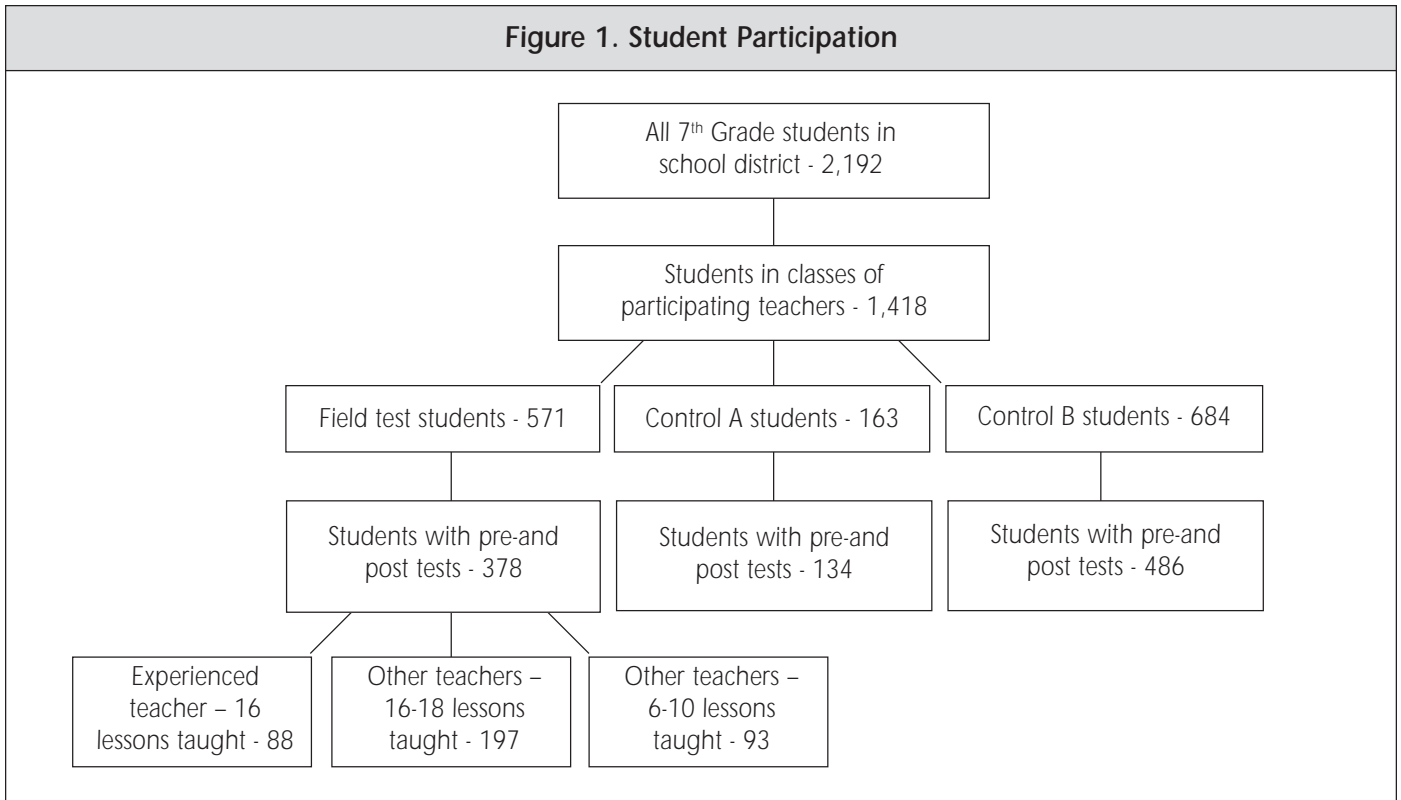 Figure 1. Student Participation
All 7th Grade students in
school district - 2,192
Students in classes of
participating teachers - 1,418
Field test students - 571
Control A students - 163
Control B students - 684
Students with pre-and
post tests - 378
Students with pre-and
post tests - 134
Students with pre-and
post tests - 486
Experienced
teacher – 16
lessons taught - 88
Other teachers –
16-18 lessons
taught - 197
Other teachers –
6-10 lessons
taught - 93